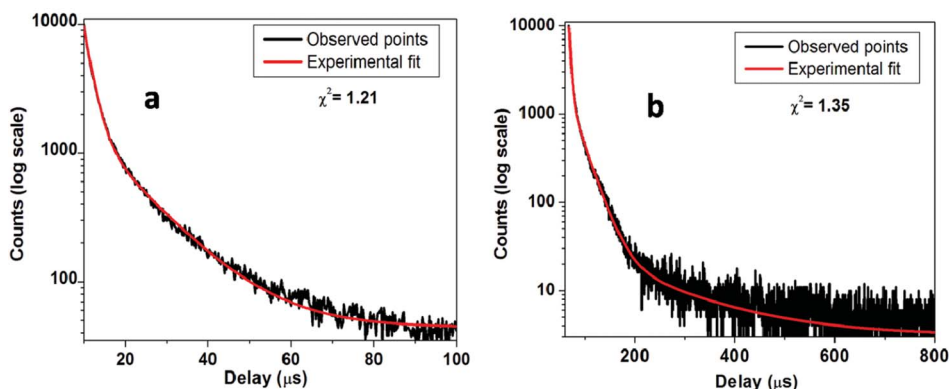 10000
1000
100
Counts (log scale)
Observed points
Experimental fit
χ²= 1.21
a
20
40
60
80
100
Delay (μs)
10000
1000
100
10
Counts (log scale)
Observed points
Experimental fit
χ²= 1.35
b
200
400
600
800
Delay (μs)